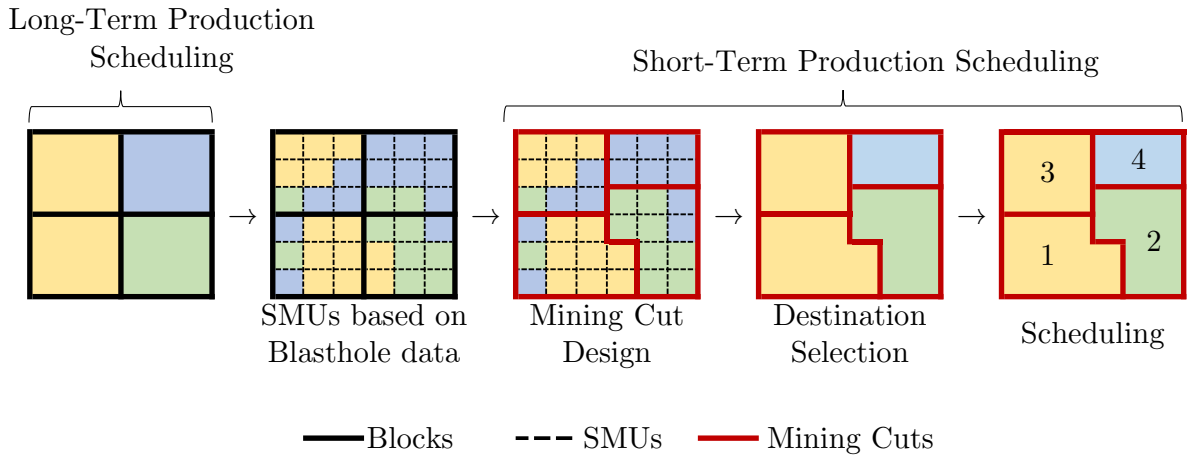 Long-Term Production
Scheduling
Short-Term Production Scheduling
3
4
1
2
→
→
→
→
SMUs based on
Blasthole data
Mining Cut
Design
Destination
Selection
Scheduling
Blocks
SMUs
Mining Cuts